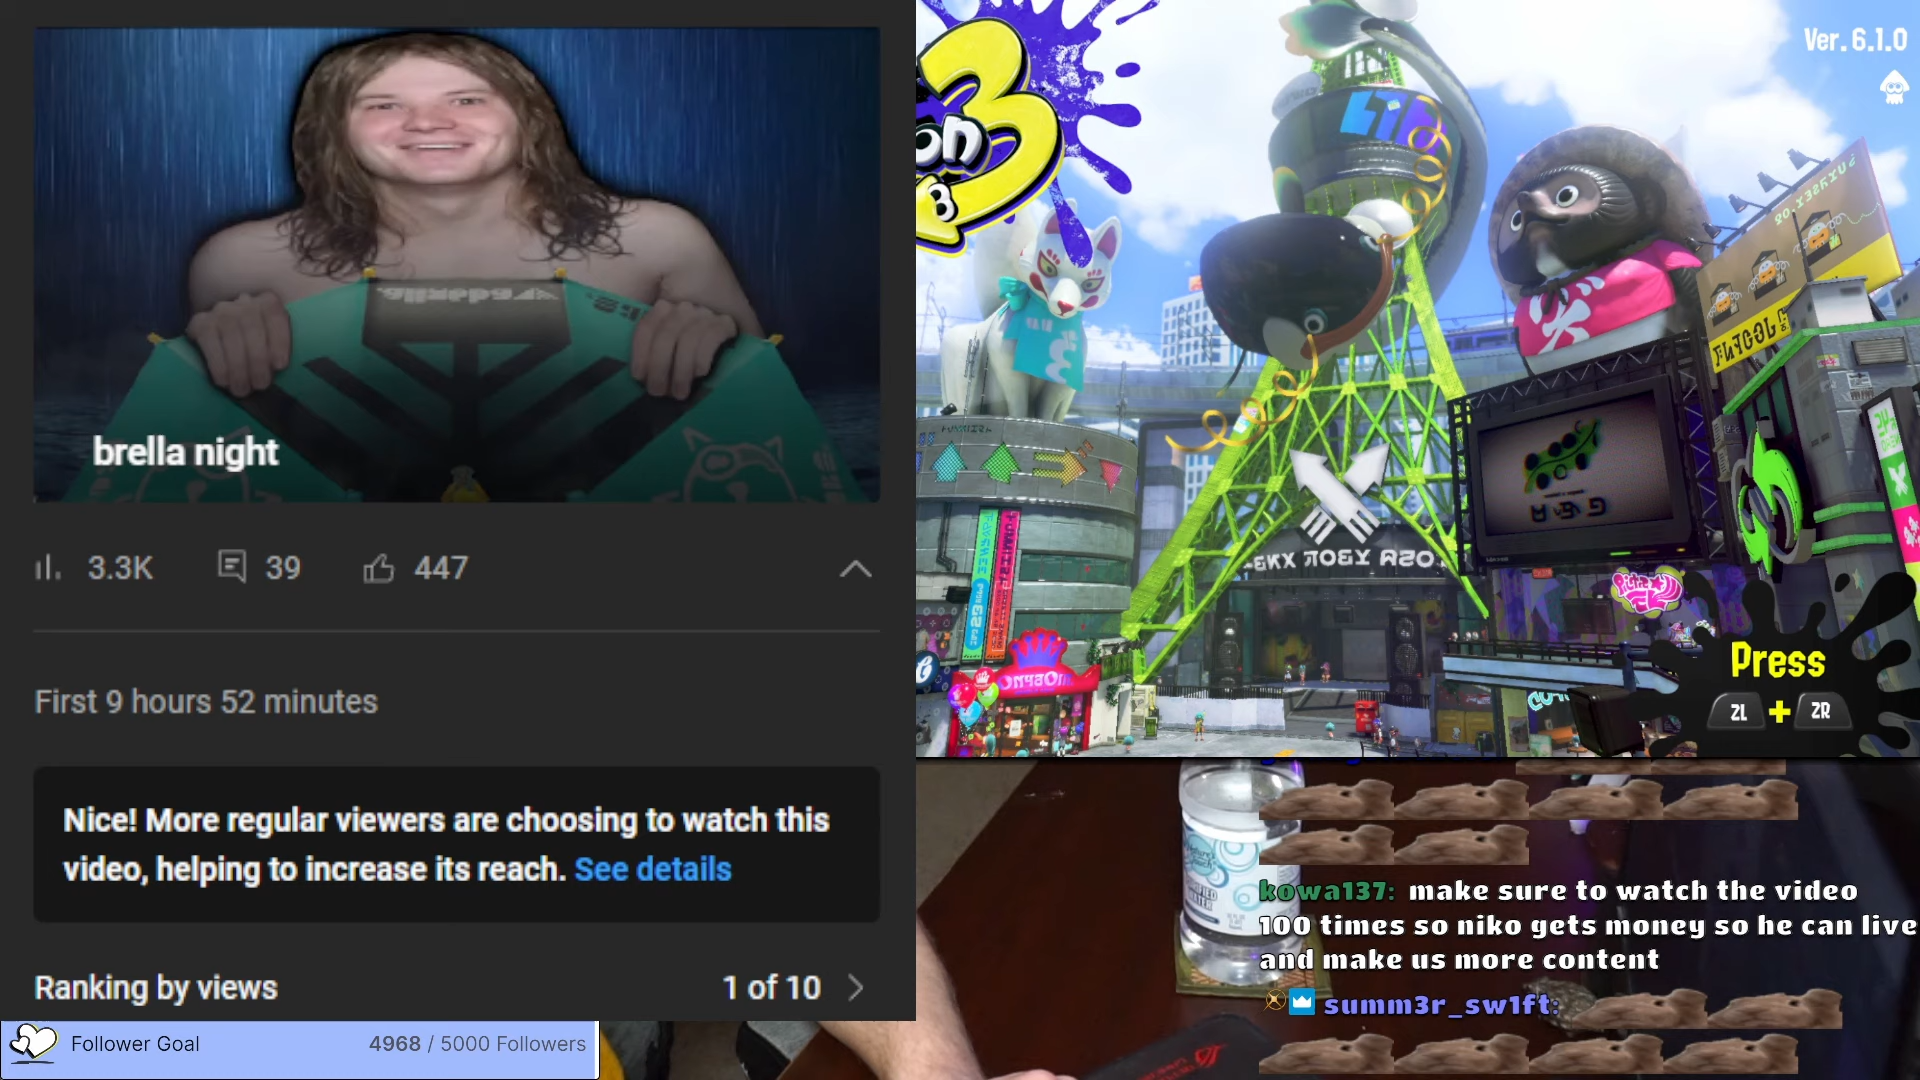 brella night
3.3K
39
447
First 9 hours 52 minutes
Nice! More regular viewers are choosing to watch this
video, helping to increase its reach. See details
Ranking by views
1 of 10
Follower Goal
4968 / 5000 Followers
on
3
Ver. 6.1.0
Press
ZL + ZR
kowa137: make sure to watch the video
100 times so niko gets money so he can live
and make us more content
summ3r_sw1ft: